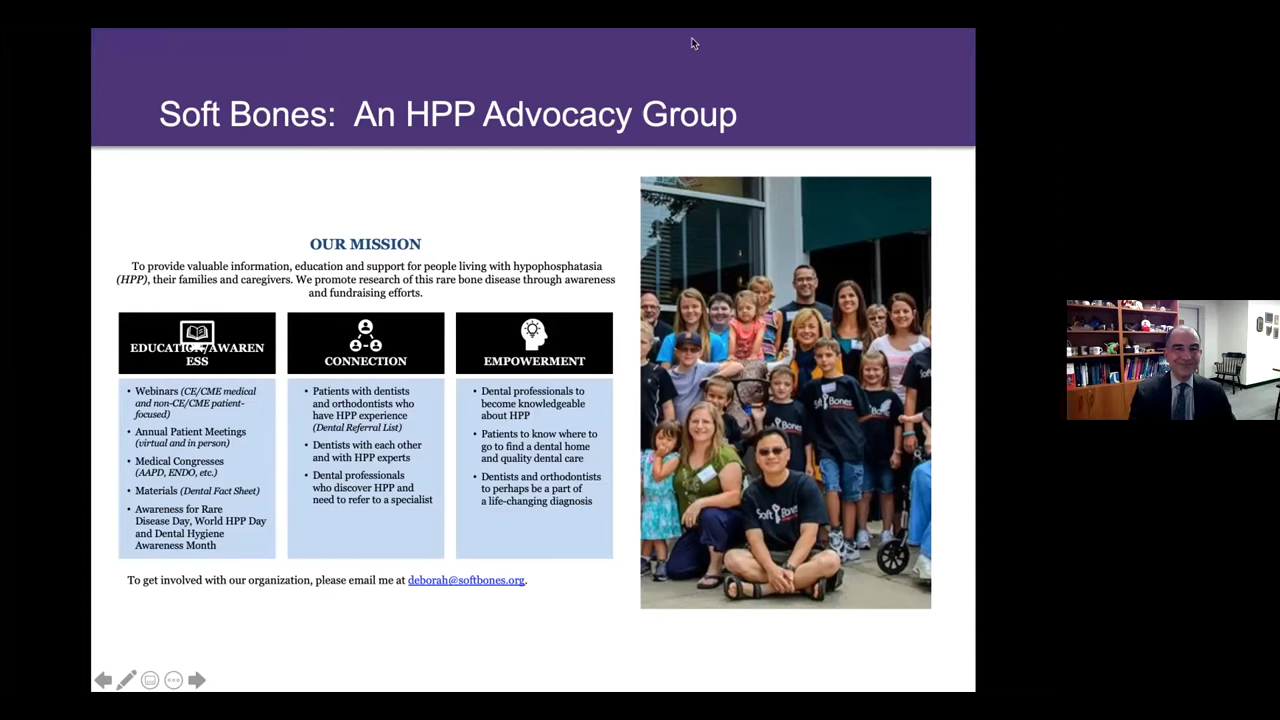 Soft Bones:  An HPP Advocacy Group
OUR MISSION
To provide valuable information, education and support for people living with hypophosphatasia
(HPP), their families and caregivers. We promote research of this rare bone disease through awareness
and fundraising efforts.
EDUCATION/AWAREN
ESS
• Webinars (CE/CME medical
and non-CE/CME patient-
focused)
• Annual Patient Meetings
(virtual and in person)
• Medical Congresses
(AAPD, ENDO, etc.)
• Materials (Dental Fact Sheet)
• Awareness for Rare
Disease Day, World HPP Day
and Dental Hygiene
Awareness Month
CONNECTION
• Patients with dentists
and orthodontists who
have HPP experience
(Dental Referral List)
• Dentists with each other
and with HPP experts
• Dental professionals
who discover HPP and
need to refer to a specialist
EMPOWERMENT
• Dental professionals to
become knowledgeable
about HPP
• Patients to know where to
go to find a dental home
and quality dental care
• Dentists and orthodontists
to perhaps be a part of
a life-changing diagnosis
To get involved with our organization, please email me at deborah@softbones.org.
Soft Bones